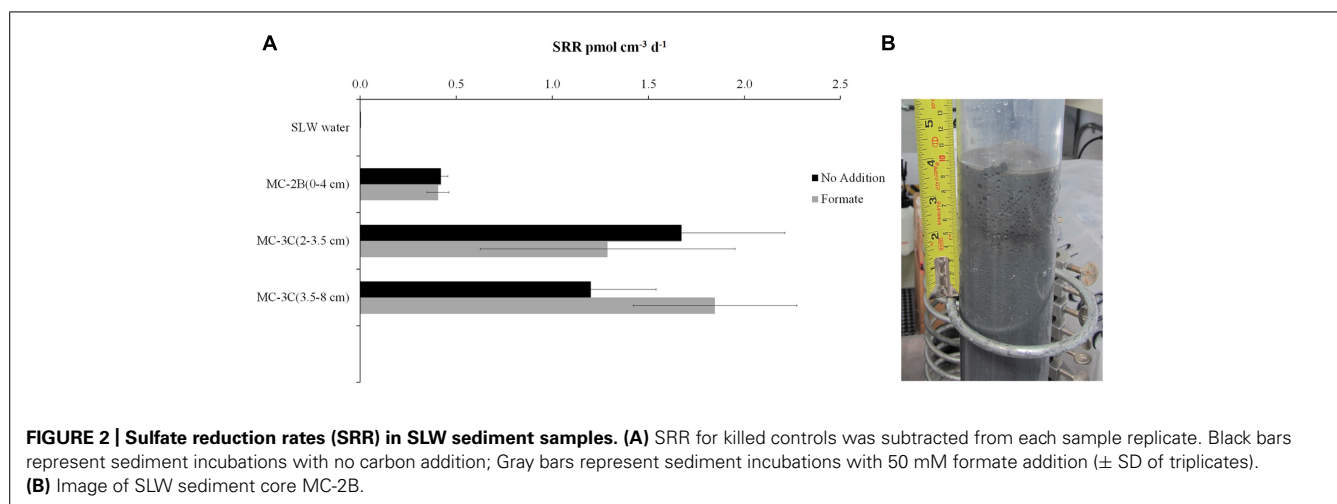 A
SRR pmol cm⁻³ d⁻¹
B
0.0 0.5 1.0 1.5 2.0 2.5
SLW water
MC-2B(0-4 cm)
MC-3C(2-3.5 cm)
MC-3C(3.5-8 cm)
No Addition
Formate
5
4
3
2
FIGURE 2 | Sulfate reduction rates (SRR) in SLW sediment samples. (A) SRR for killed controls was subtracted from each sample replicate. Black bars
represent sediment incubations with no carbon addition; Gray bars represent sediment incubations with 50 mM formate addition (± SD of triplicates).
(B) Image of SLW sediment core MC-2B.